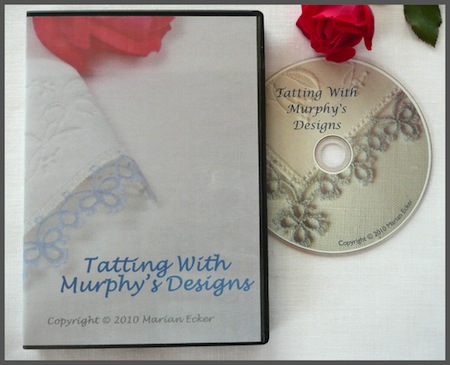 Tatting With
Murphy's Designs
Copyright © 2010 Marian Ecker
Tatting With
Murphy's
Designs
Copyright © 2010 Marian Ecker